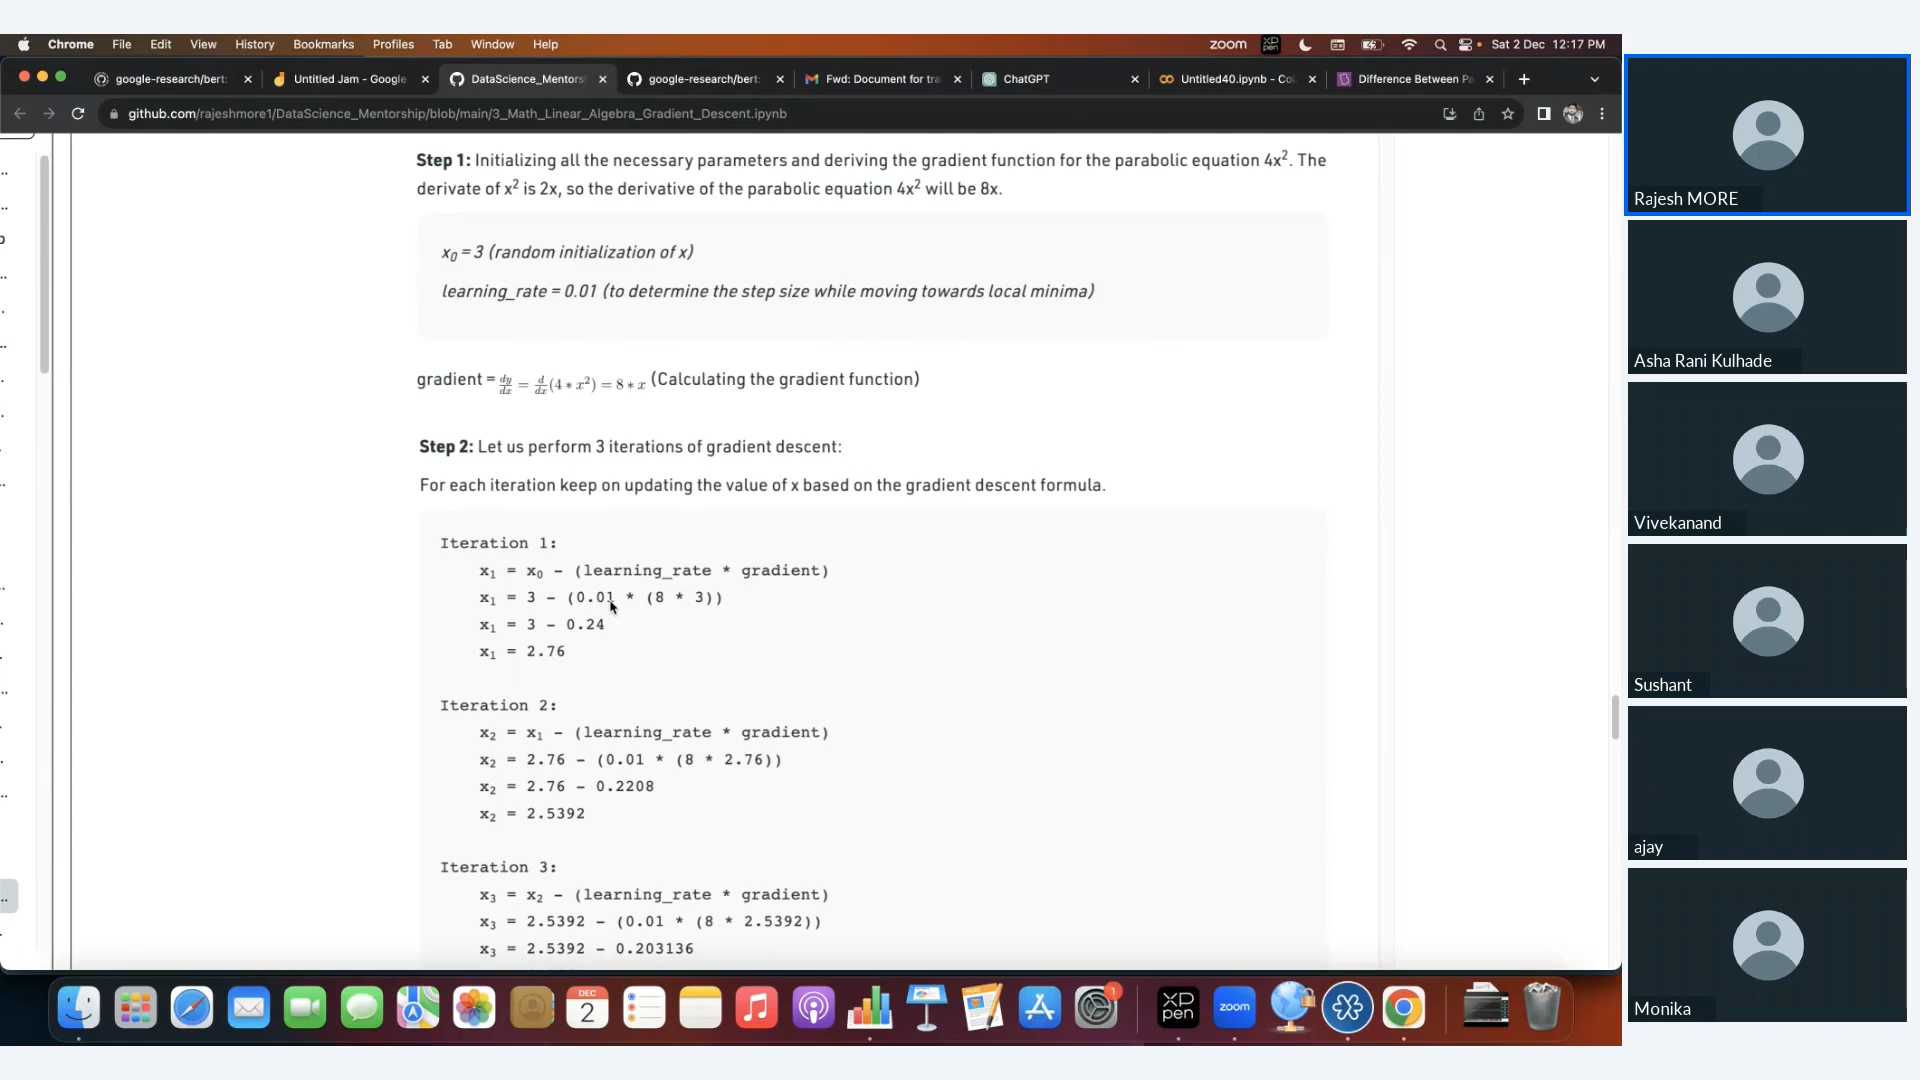 Chrome File Edit View History Bookmarks Profiles Tab Window Help zoom XP pen Sat 2 Dec 12:17 PM
google-research/bert: Untitled Jam - Google DataScience_Mentors google-research/bert: Fwd: Document for tra ChatGPT Untitled40.ipynb - Co Difference Between Pa
github.com/rajeshmore1/DataScience_Mentorship/blob/main/3_Math_Linear_Algebra_Gradient_Descent.ipynb
Step 1: Initializing all the necessary parameters and deriving the gradient function for the parabolic equation 4x². The
derivate of x² is 2x, so the derivative of the parabolic equation 4x² will be 8x.
x₀ = 3 (random initialization of x)
learning_rate = 0.01 (to determine the step size while moving towards local minima)
gradient = dy/dx = d/dx(4 * x²) = 8 * x (Calculating the gradient function)
Step 2: Let us perform 3 iterations of gradient descent:
For each iteration keep on updating the value of x based on the gradient descent formula.
Iteration 1:
x₁ = x₀ - (learning_rate * gradient)
x₁ = 3 - (0.01 * (8 * 3))
x₁ = 3 - 0.24
x₁ = 2.76
Iteration 2:
x₂ = x₁ - (learning_rate * gradient)
x₂ = 2.76 - (0.01 * (8 * 2.76))
x₂ = 2.76 - 0.2208
x₂ = 2.5392
Iteration 3:
x₃ = x₂ - (learning_rate * gradient)
x₃ = 2.5392 - (0.01 * (8 * 2.5392))
x₃ = 2.5392 - 0.203136
DEC
2
1
XP
pen
zoom
Rajesh MORE
Asha Rani Kulhade
Vivekanand
Sushant
ajay
Monika